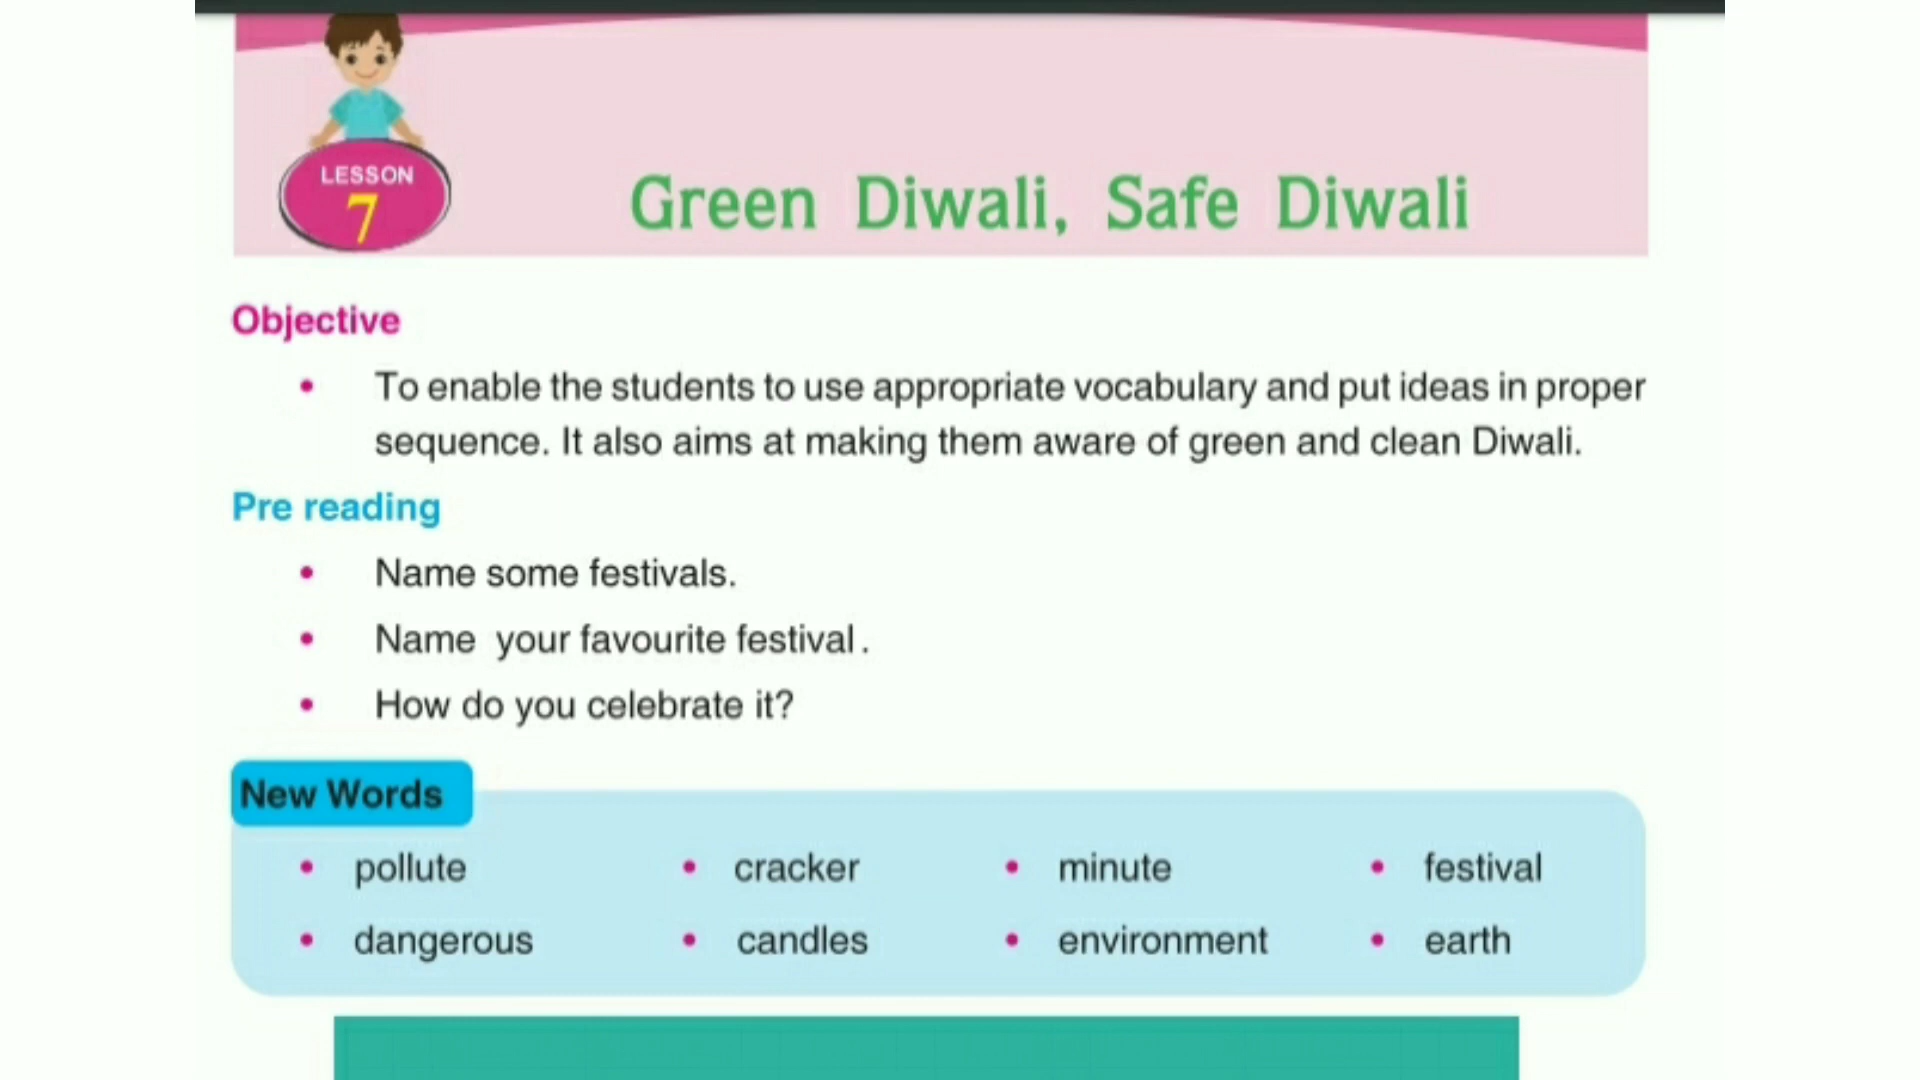 LESSON
7
Green Diwali, Safe Diwali
Objective
• To enable the students to use appropriate vocabulary and put ideas in proper
sequence. It also aims at making them aware of green and clean Diwali.
Pre reading
• Name some festivals.
• Name your favourite festival.
• How do you celebrate it?
New Words
• pollute • cracker • minute • festival
• dangerous • candles • environment • earth